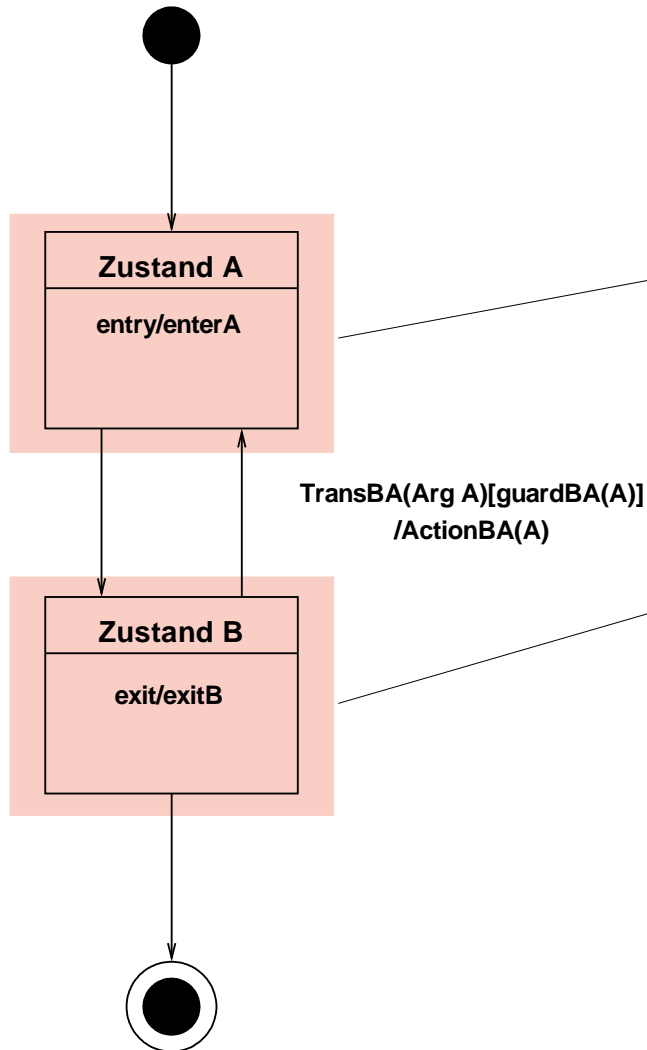 Zustand A
entry/enterA
TransBA(Arg A)[guardBA(A)]
/ActionBA(A)
Zustand B
exit/exitB